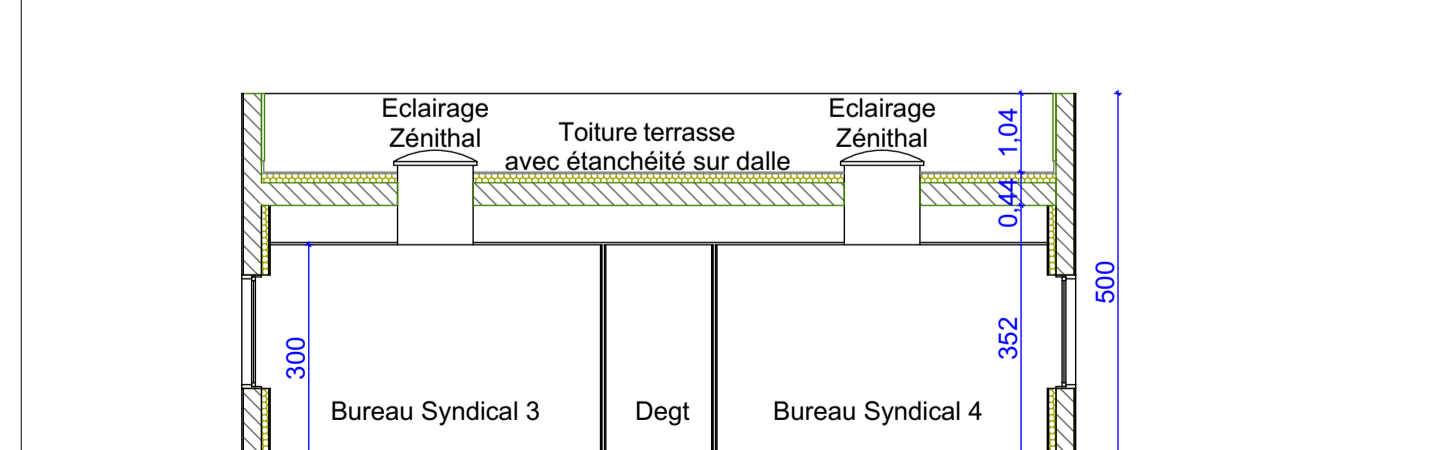 Eclairage
Zénithal
Toiture terrasse
avec étanchéité sur dalle
Eclairage
Zénithal
1,04
0,44
500
352
300
Bureau Syndical 3
Degt
Bureau Syndical 4